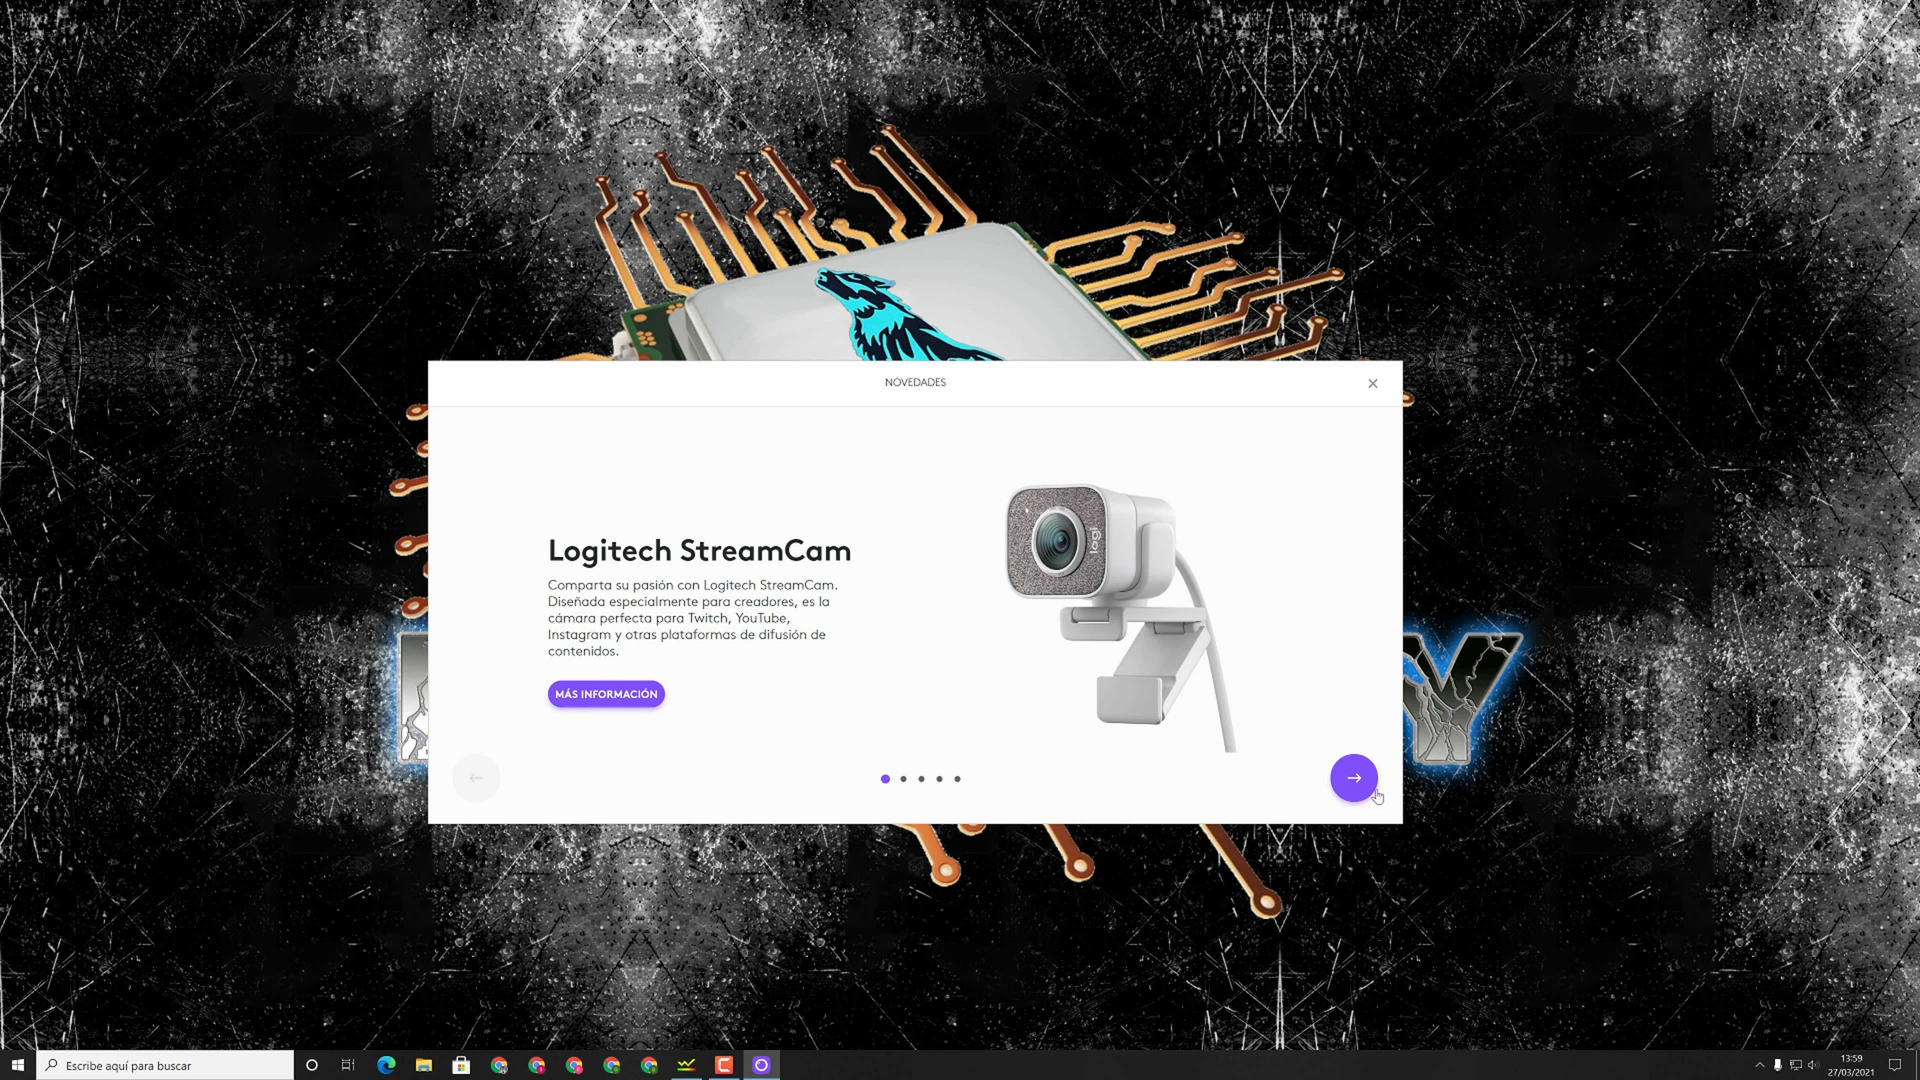 NOVEDADES
Logitech StreamCam
Comparta su pasión con Logitech StreamCam.
Diseñada especialmente para creadores, es la
cámara perfecta para Twitch, YouTube,
Instagram y otras plataformas de difusión de
contenidos.
MÁS INFORMACIÓN
logi
Y
Escribe aquí para buscar
13:59
27/03/2021